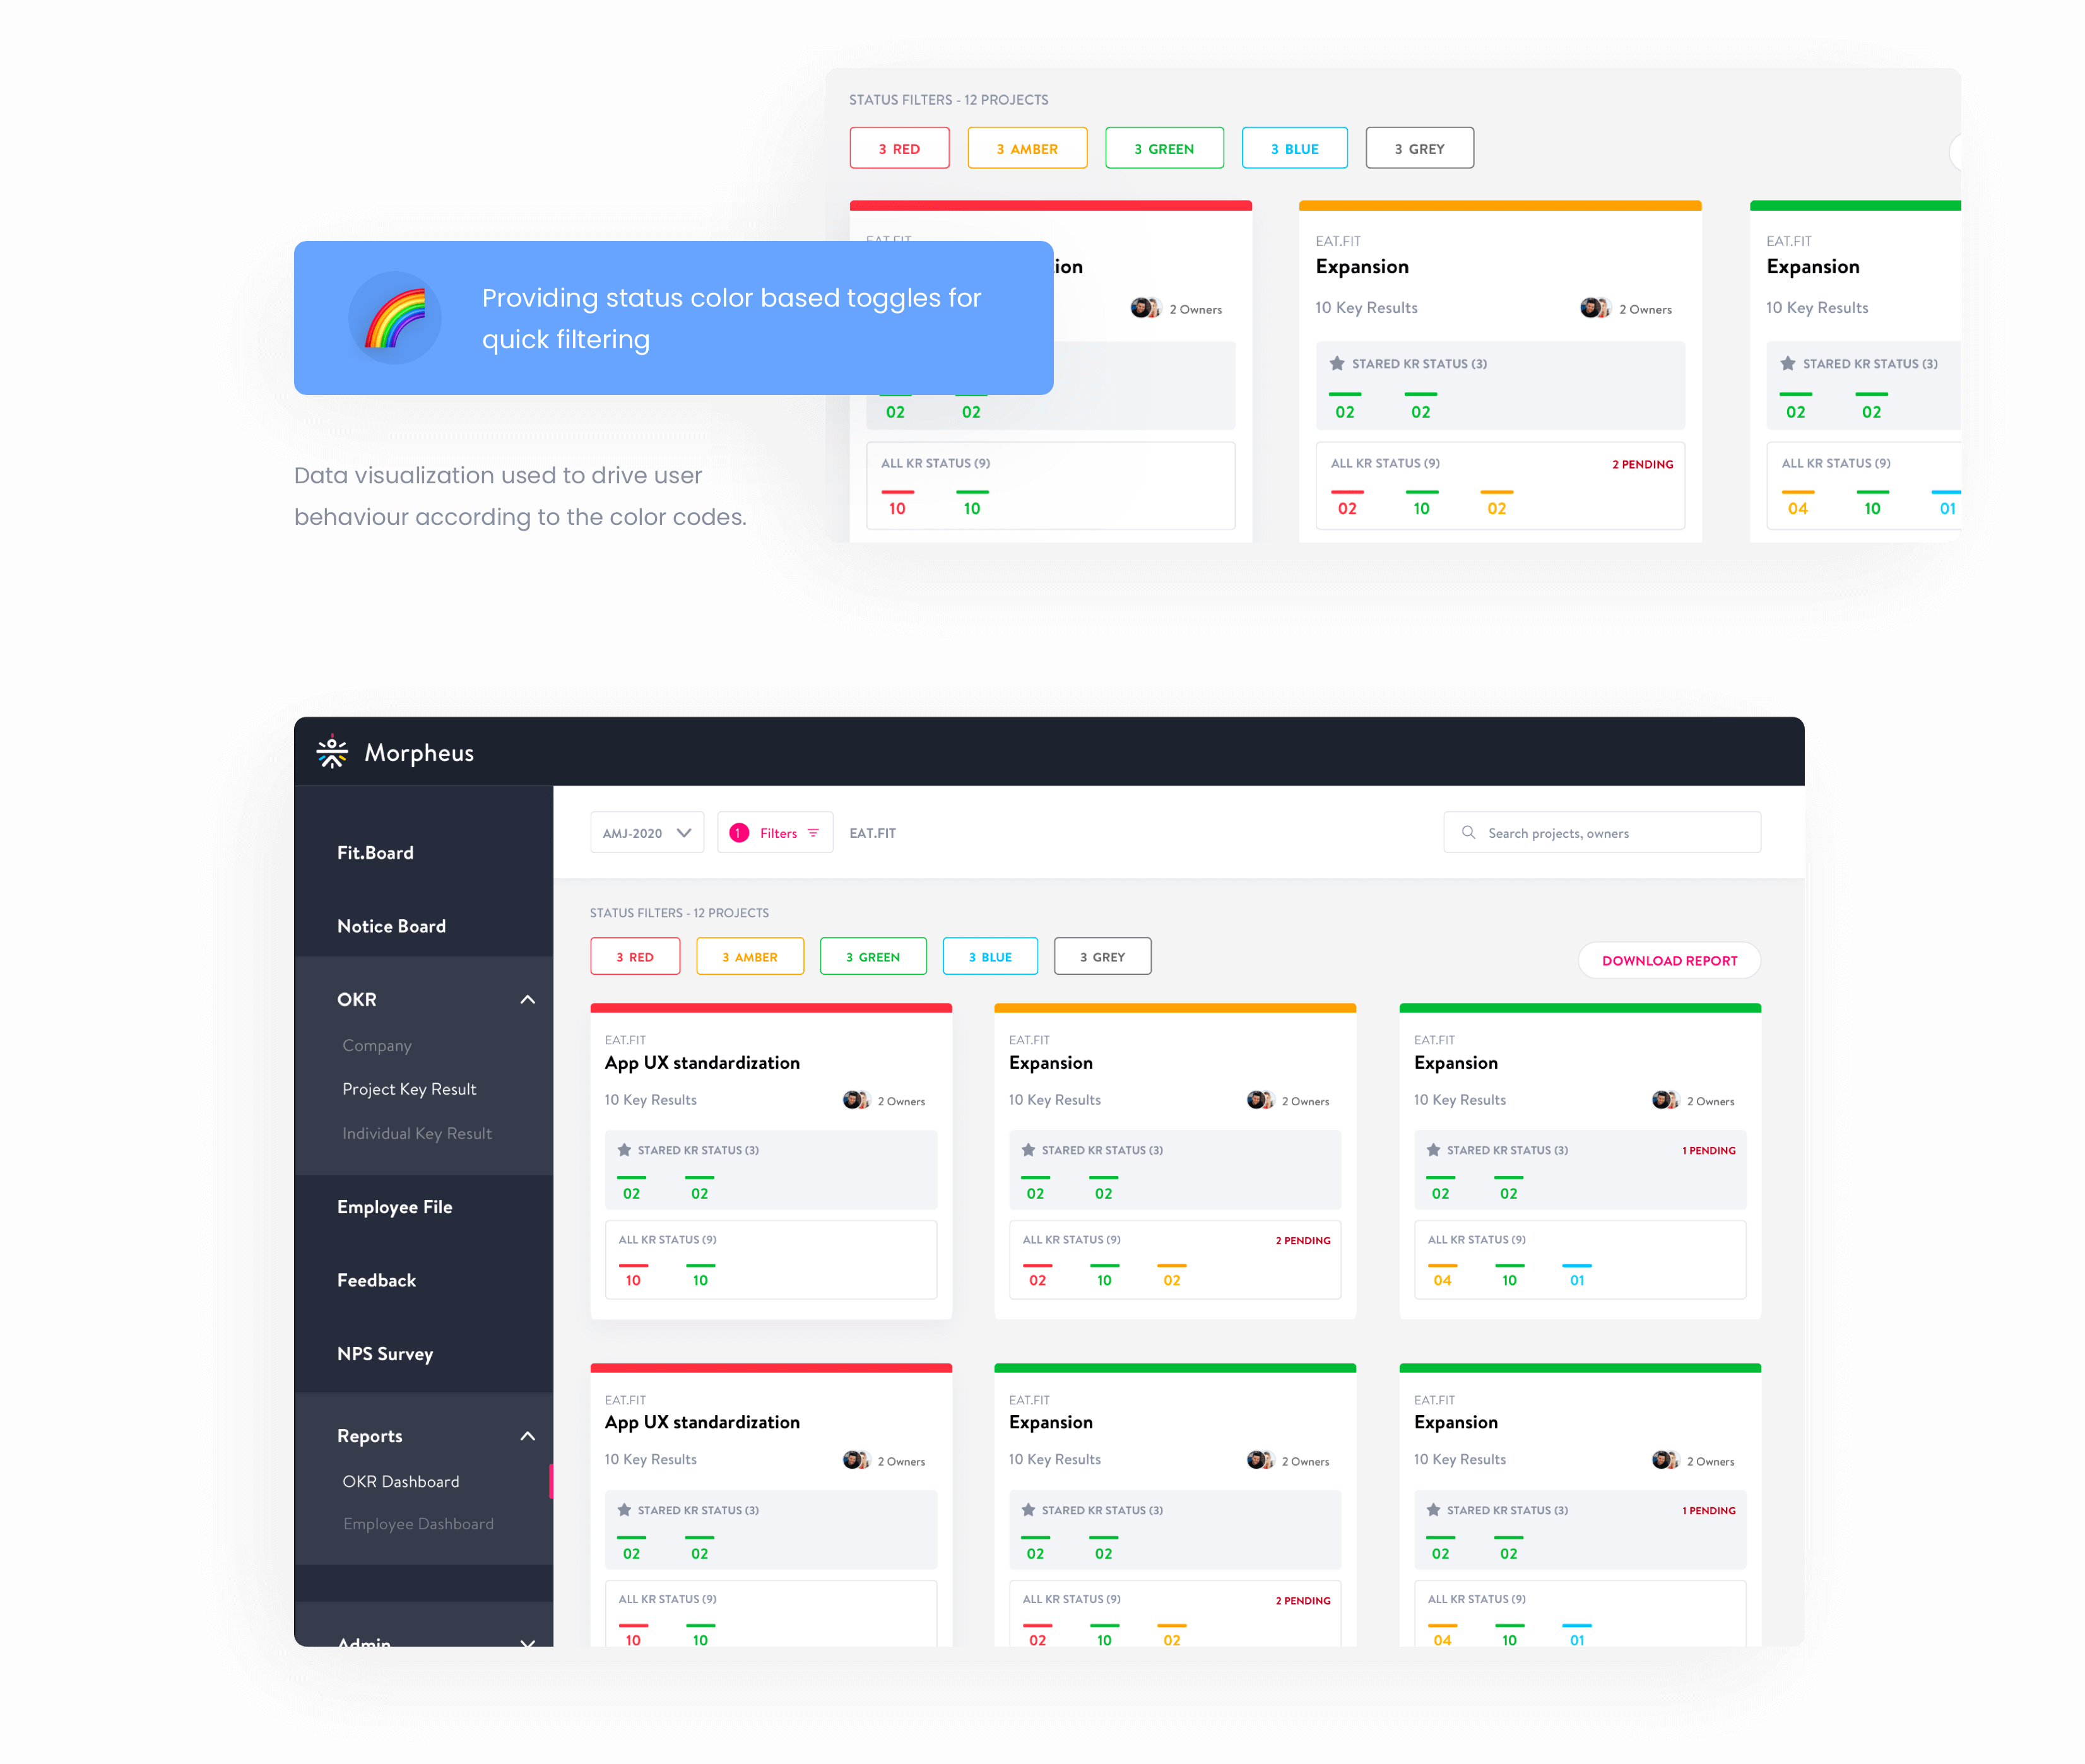 STATUS FILTERS - 12 PROJECTS
3 RED 3 AMBER 3 GREEN 3 BLUE 3 GREY
EAT.FIT EAT.FIT EAT.FIT
Expansion Expansion
10 Key Results 10 Key Results
2 Owners 2 Owners
Providing status color based toggles for
quick filtering
STARED KR STATUS (3) STARED KR STATUS (3)
02 02 02 02 02 02
ALL KR STATUS (9) ALL KR STATUS (9) 2 PENDING ALL KR STATUS (9)
10 10 02 10 02 04 10 01
Data visualization used to drive user
behaviour according to the color codes.
Morpheus
Fit.Board
Notice Board
OKR
Company
Project Key Result
Individual Key Result
Employee File
Feedback
NPS Survey
Reports
OKR Dashboard
Employee Dashboard
Admin
AMJ-2020 1 Filters EAT.FIT Search projects, owners
STATUS FILTERS - 12 PROJECTS
3 RED 3 AMBER 3 GREEN 3 BLUE 3 GREY DOWNLOAD REPORT
EAT.FIT EAT.FIT EAT.FIT
App UX standardization Expansion Expansion
10 Key Results 2 Owners 10 Key Results 2 Owners 10 Key Results 2 Owners
STARED KR STATUS (3) STARED KR STATUS (3) STARED KR STATUS (3) 1 PENDING
02 02 02 02 02 02
ALL KR STATUS (9) ALL KR STATUS (9) 2 PENDING ALL KR STATUS (9)
10 10 02 10 02 04 10 01
EAT.FIT EAT.FIT EAT.FIT
App UX standardization Expansion Expansion
10 Key Results 2 Owners 10 Key Results 2 Owners 10 Key Results 2 Owners
STARED KR STATUS (3) STARED KR STATUS (3) STARED KR STATUS (3) 1 PENDING
02 02 02 02 02 02
ALL KR STATUS (9) ALL KR STATUS (9) 2 PENDING ALL KR STATUS (9)
10 10 02 10 02 04 10 01